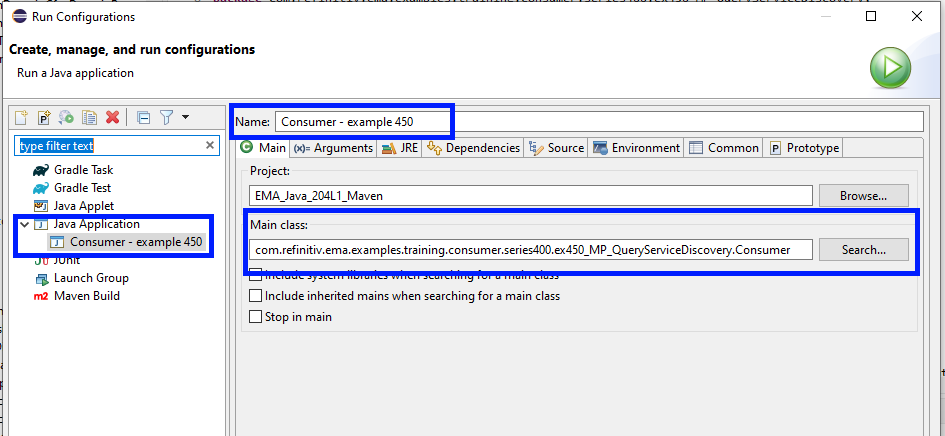 Run Configurations
Create, manage, and run configurations
Run a Java application
type filter text
Gradle Task
Gradle Test
Java Applet
Java Application
Consumer - example 450
JUnit
Launch Group
Maven Build
Name: Consumer - example 450
Main (x)= Arguments JRE Dependencies Source Environment Common Prototype
Project:
EMA_Java_204L1_Maven Browse...
Main class:
com.refinitiv.ema.examples.training.consumer.series400.ex450_MP_QueryServiceDiscovery.Consumer Search...
Include system libraries when searching for a main class
Include inherited mains when searching for a main class
Stop in main